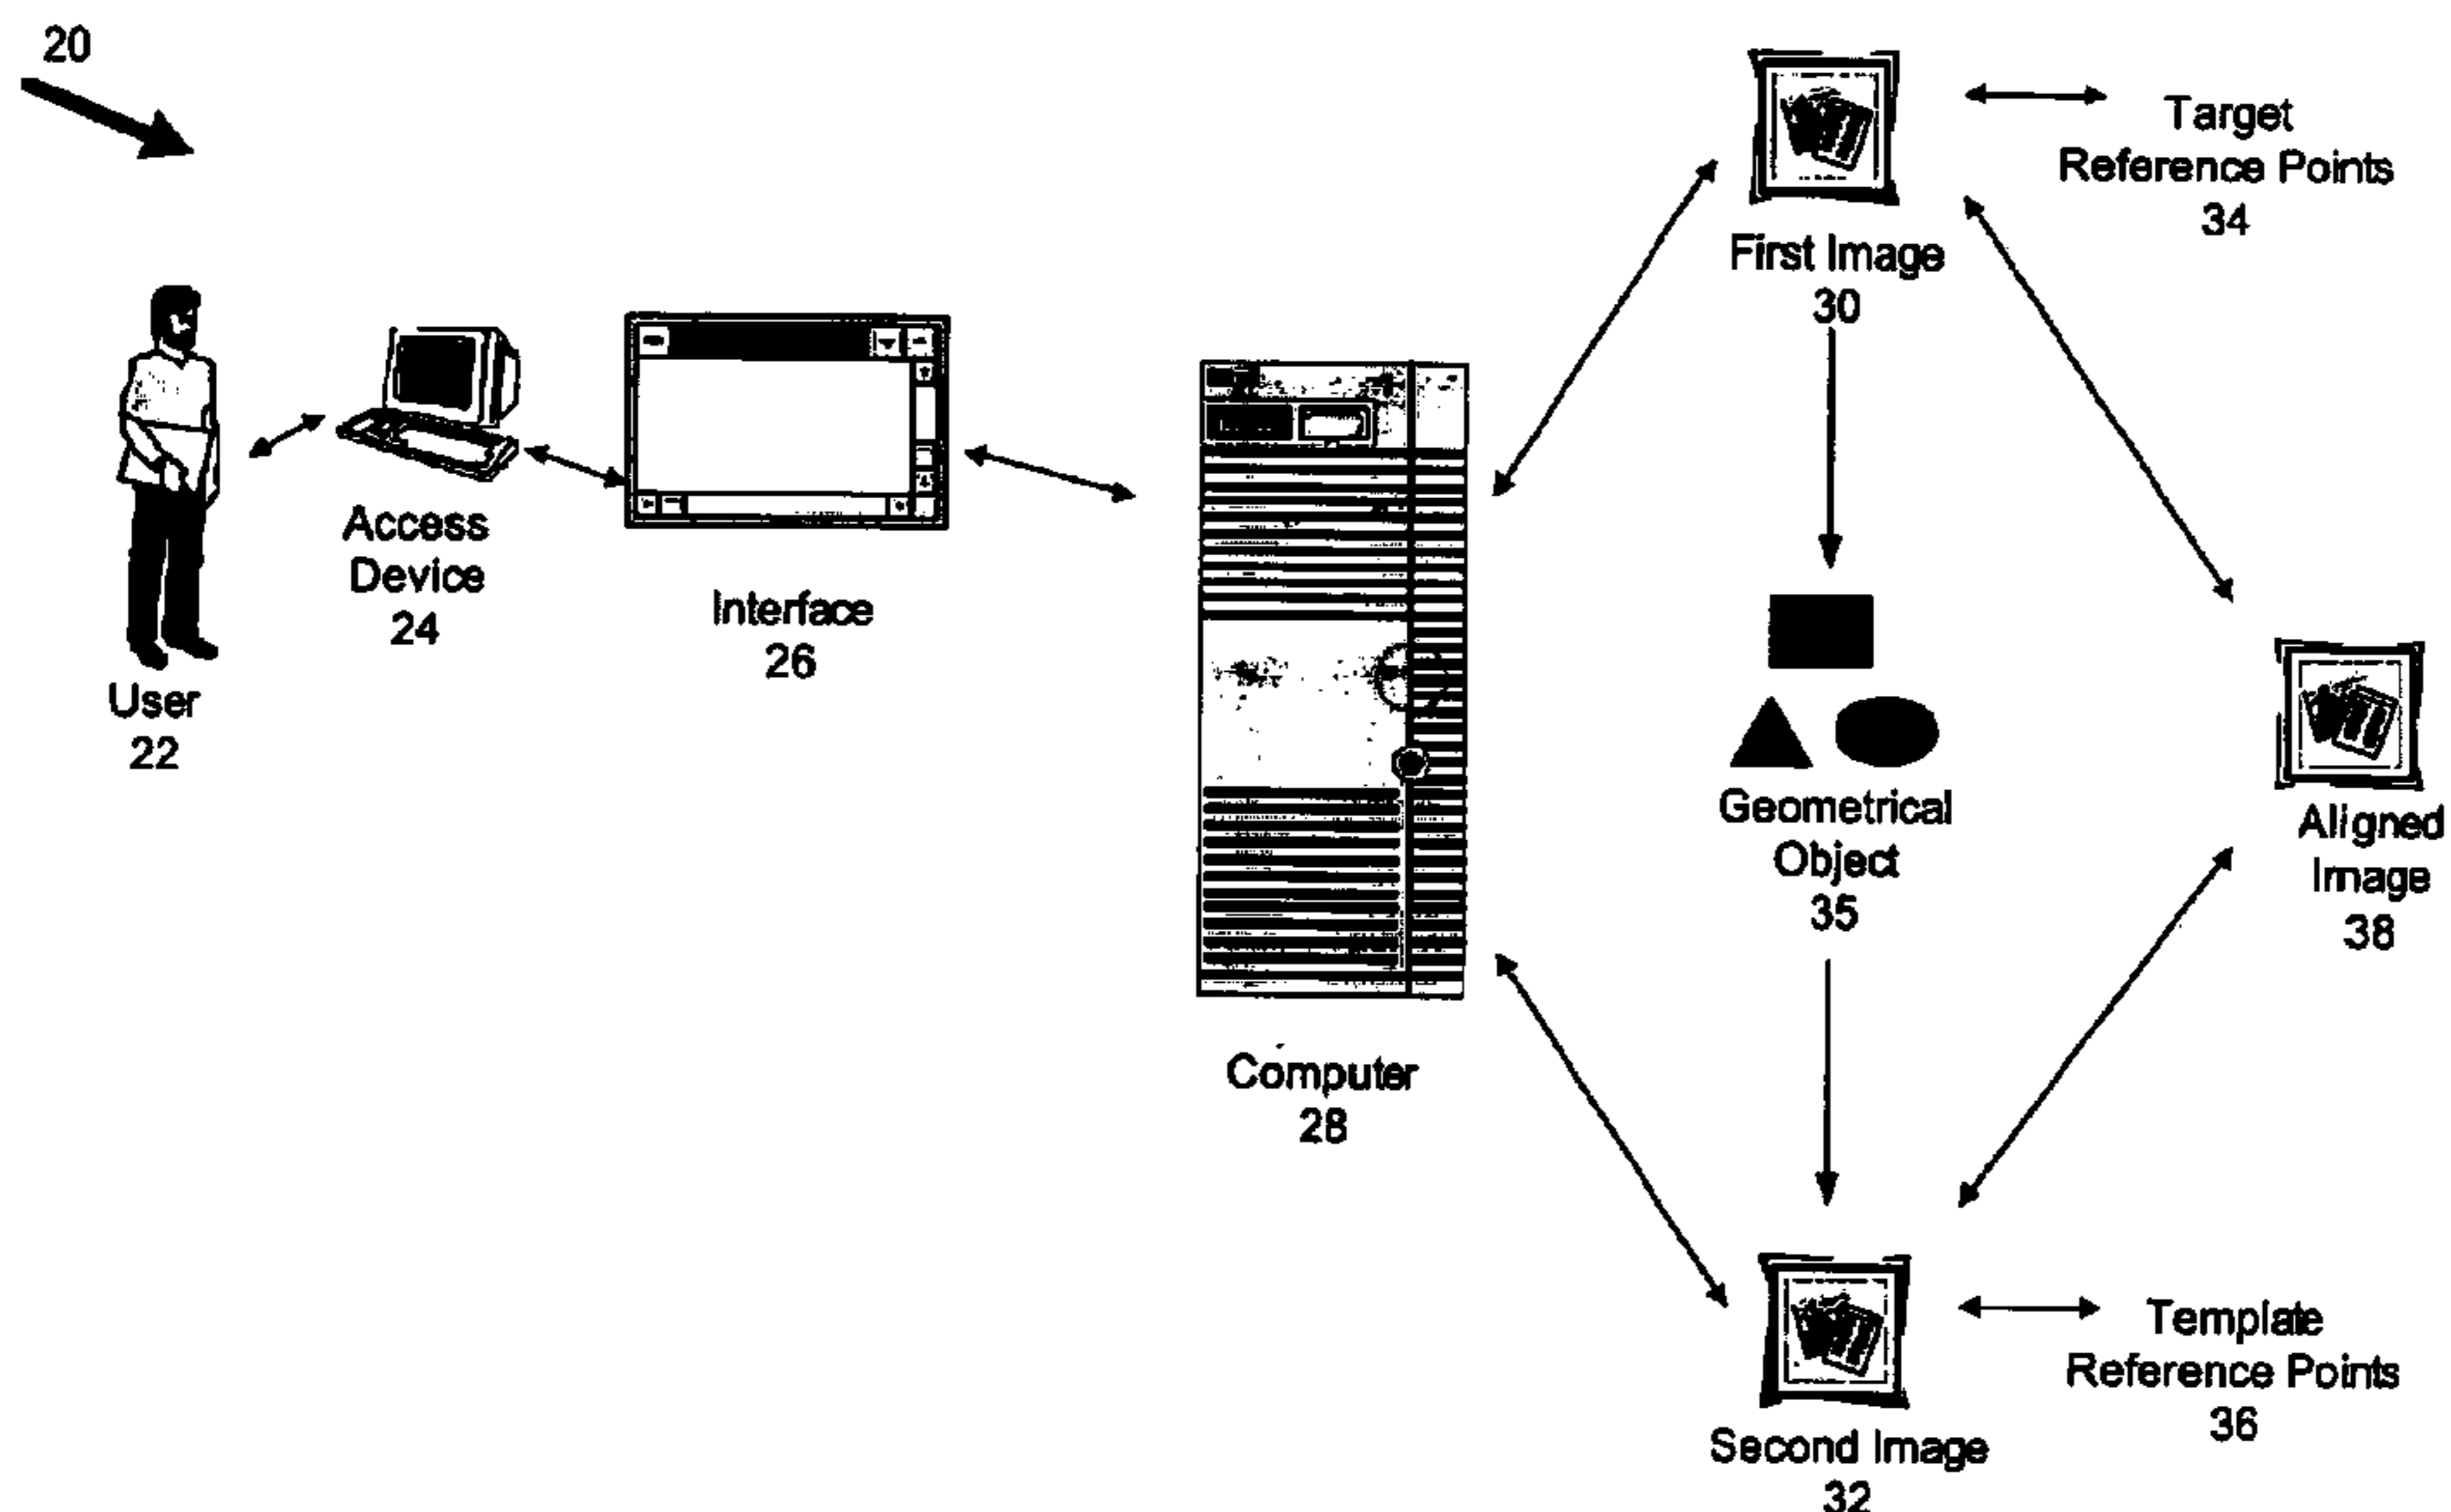 20
User
22
Access
Device
24
Interface
26
Computer
28
First Image
30
Target
Reference Points
34
Geometrical
Object
35
Aligned
Image
38
Second Image
32
Template
Reference Points
36